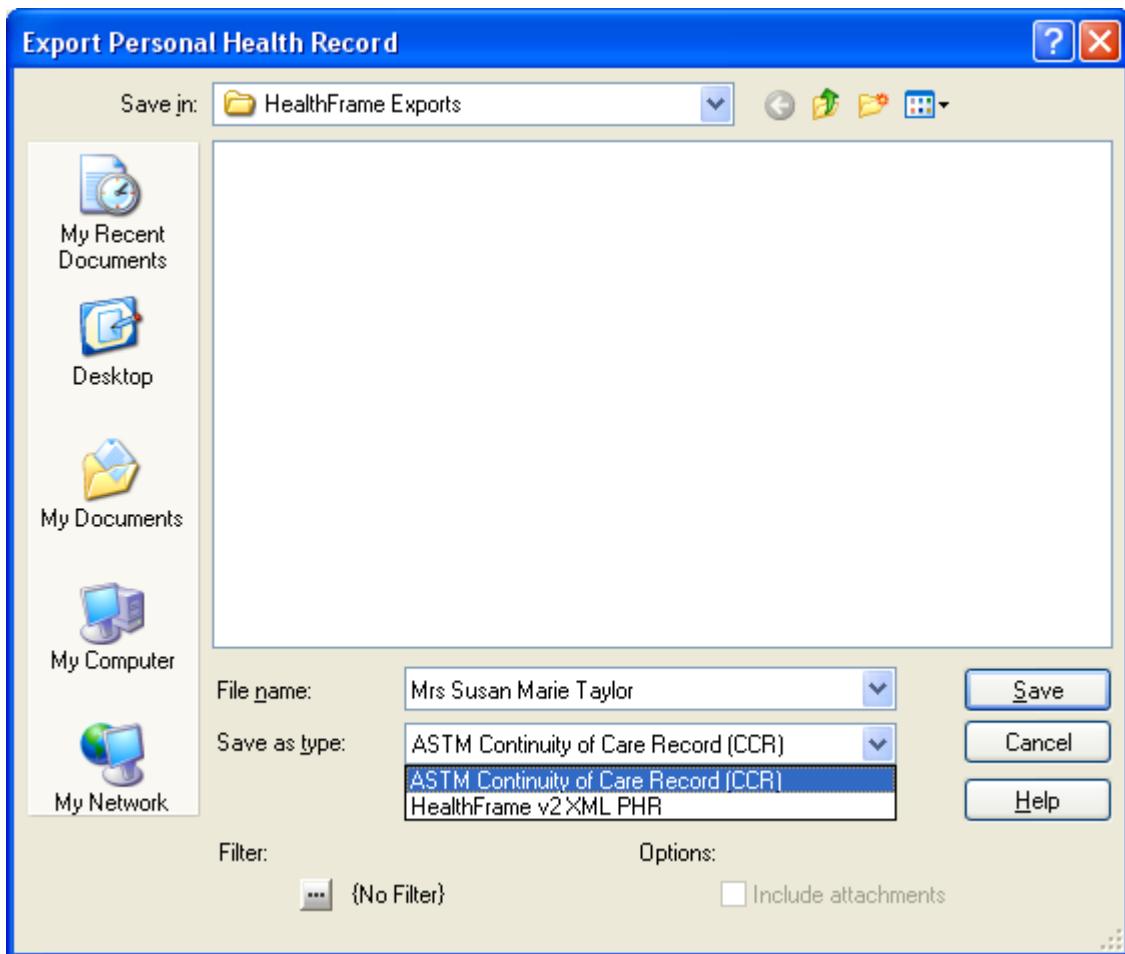 Export Personal Health Record
Save in: HealthFrame Exports
My Recent
Documents
Desktop
My Documents
My Computer
My Network
File name: Mrs Susan Marie Taylor Save
Save as type: ASTM Continuity of Care Record (CCR) Cancel
ASTM Continuity of Care Record (CCR)
HealthFrame v2 XML PHR
Help
Filter: Options:
... {No Filter} Include attachments